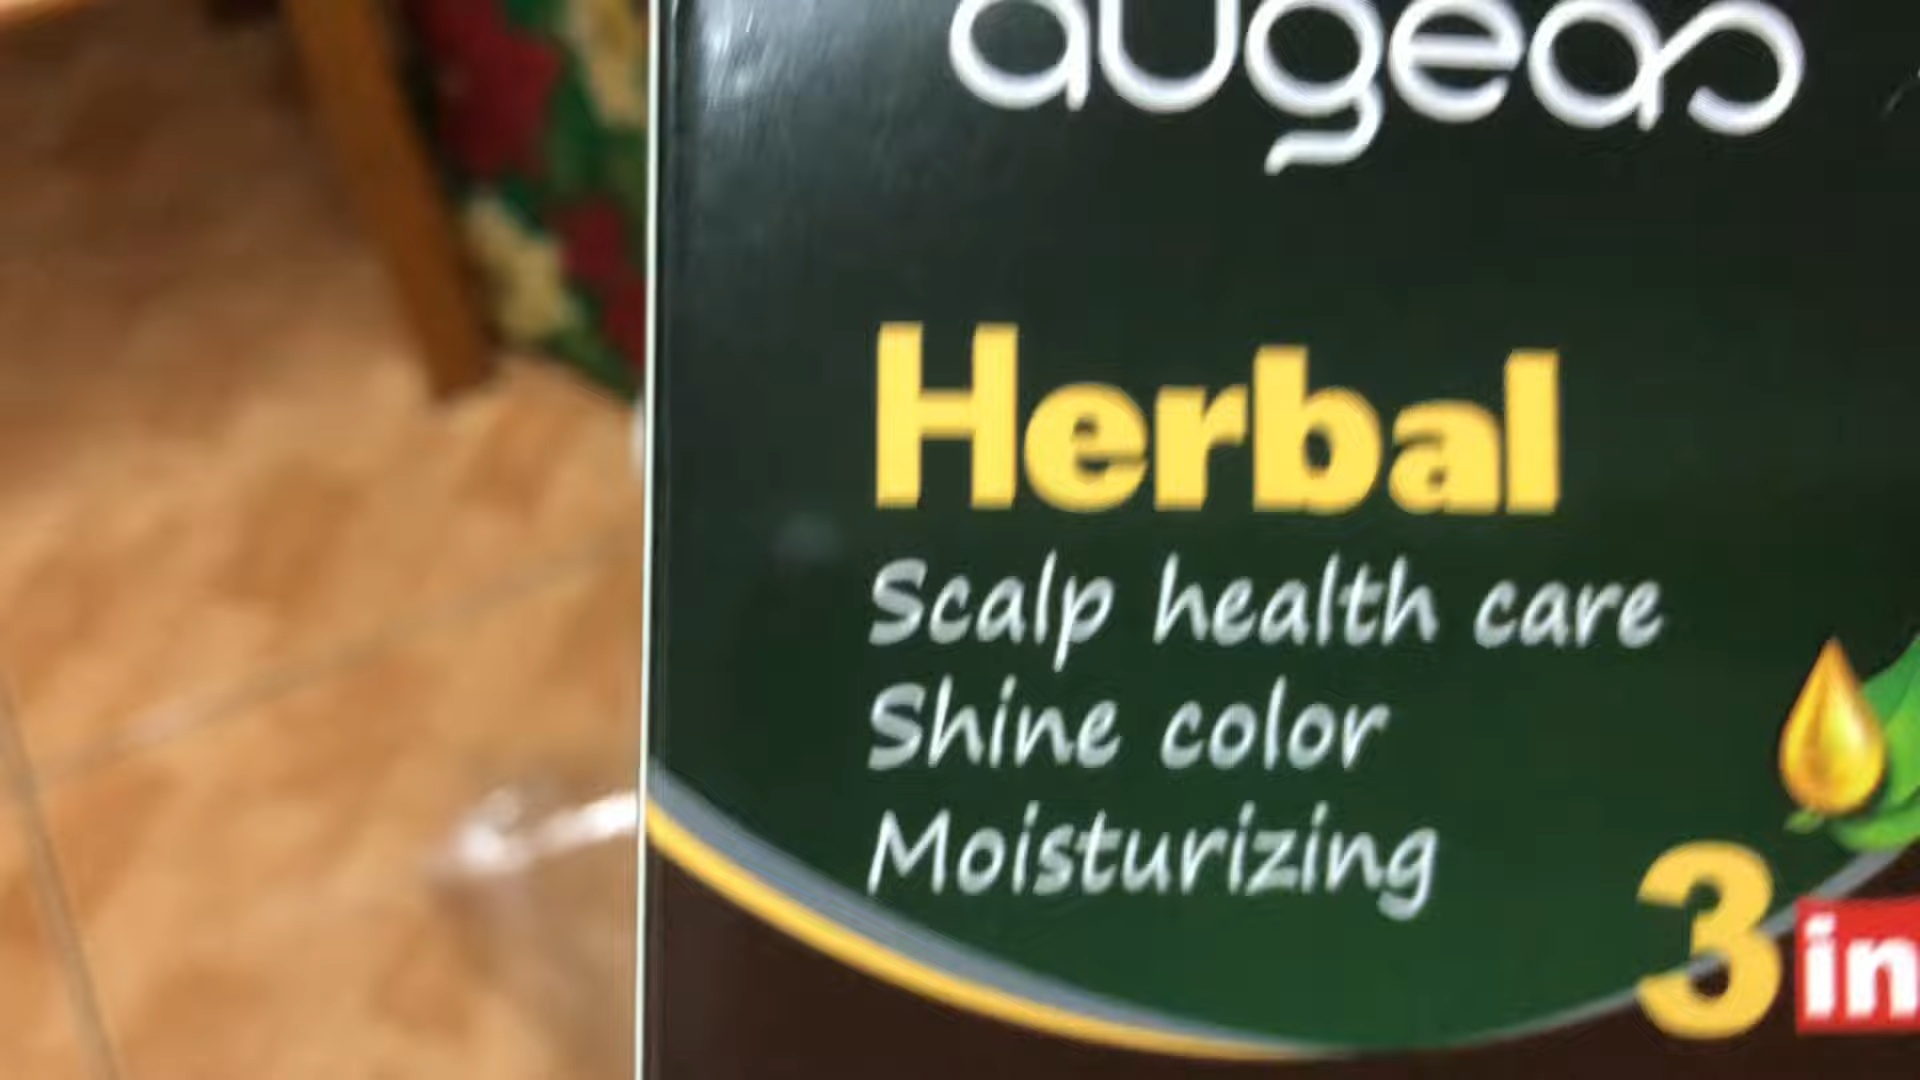 augeas
Herbal
Scalp health care
Shine color
Moisturizing
3 in